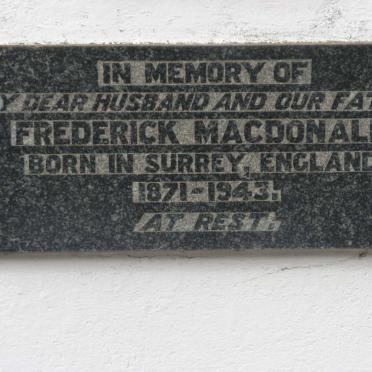 IN MEMORY OF
Y DEAR HUSBAND AND OUR FAT
FREDERICK MACDONAL
BORN IN SURREY, ENGLAND
1871-1943.
AT REST.